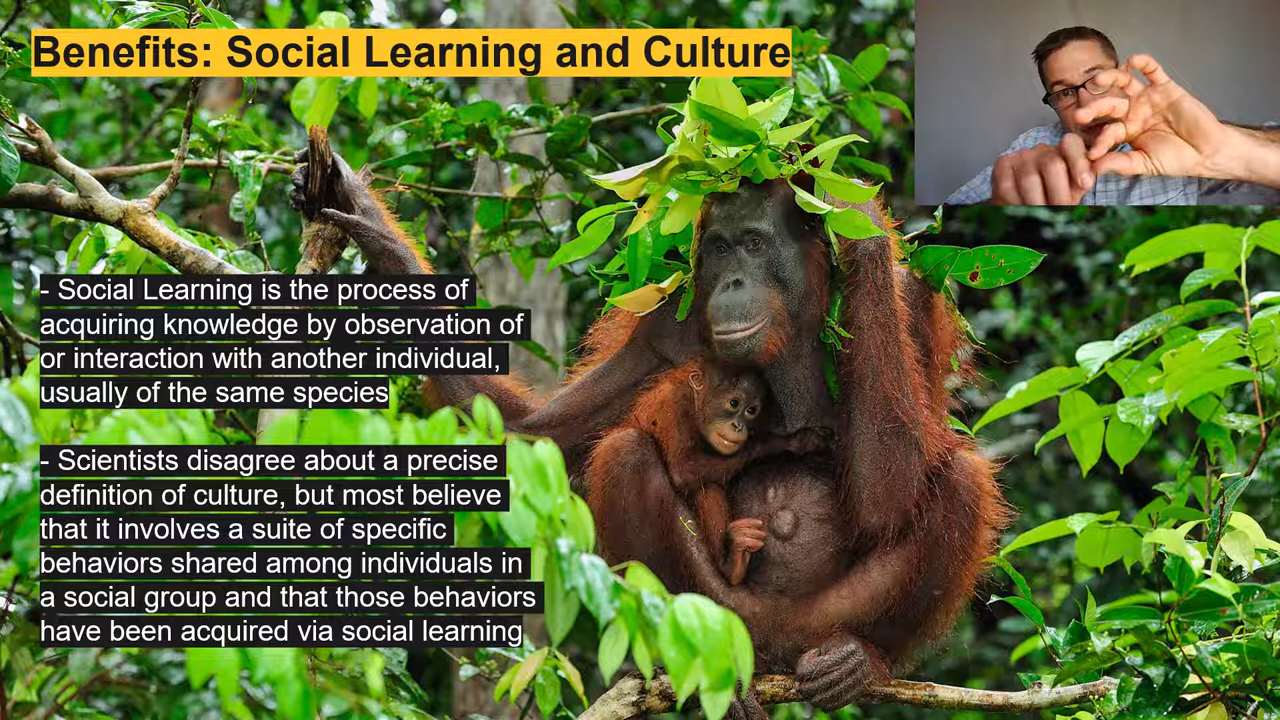 Benefits: Social Learning and Culture
- Social Learning is the process of
acquiring knowledge by observation of
or interaction with another individual,
usually of the same species
- Scientists disagree about a precise
definition of culture, but most believe
that it involves a suite of specific
behaviors shared among individuals in
a social group and that those behaviors
have been acquired via social learning